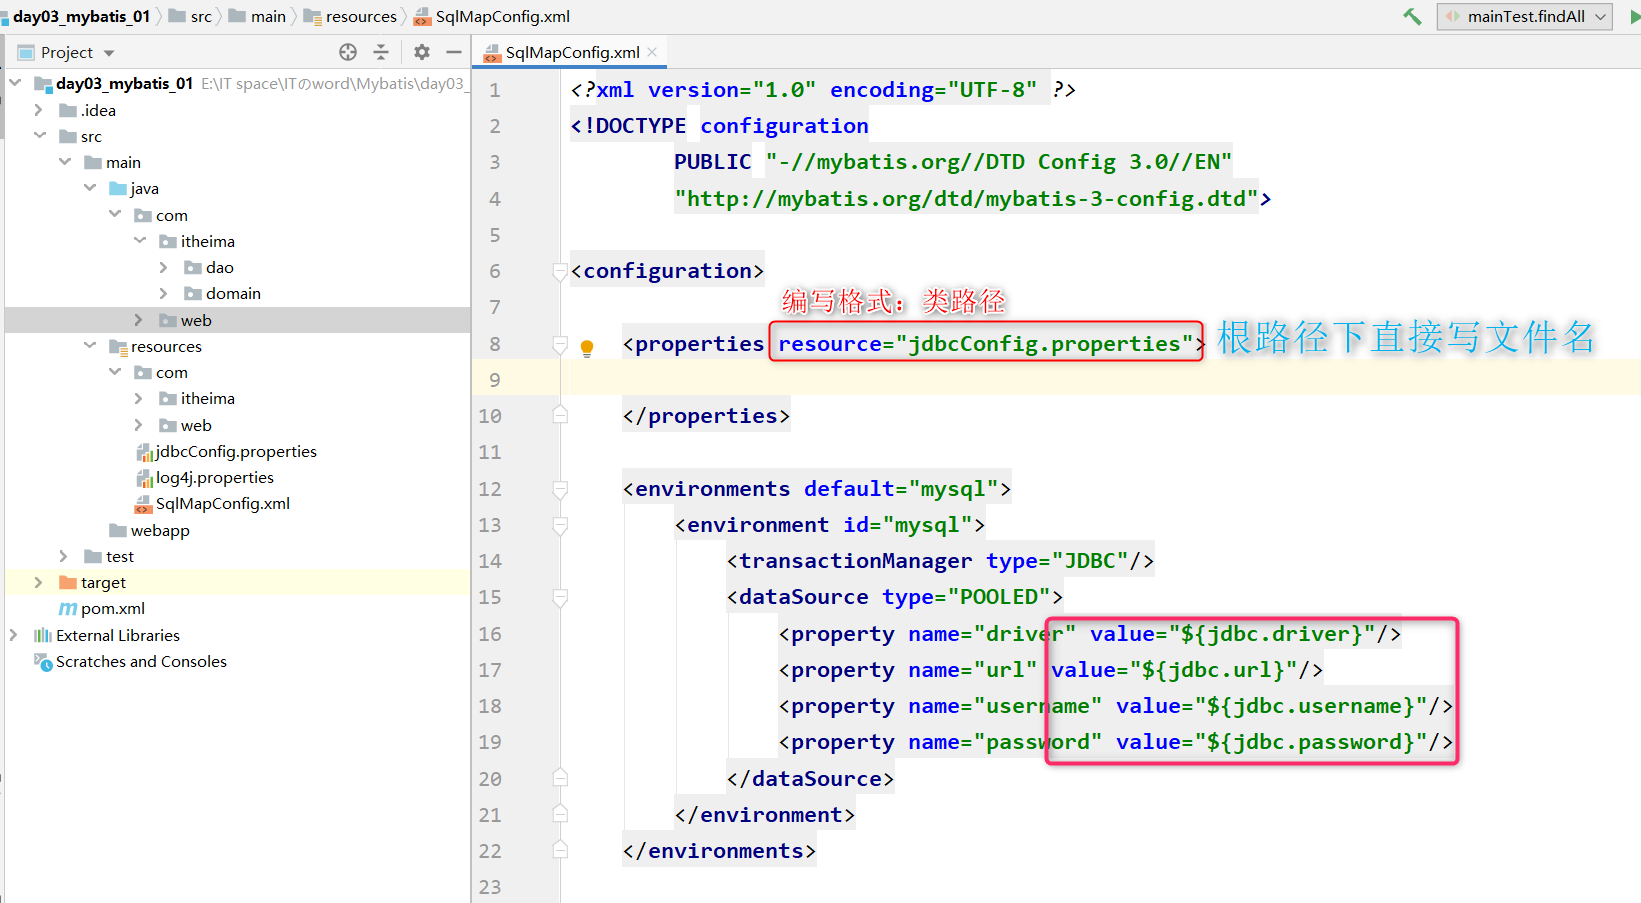 day03_mybatis_01 src main resources SqlMapConfig.xml mainTest.findAll
Project
SqlMapConfig.xml
day03_mybatis_01 E:\IT space\ITのword\Mybatis\day03_
.idea
src
main
java
com
itheima
dao
domain
web
resources
com
itheima
web
jdbcConfig.properties
log4j.properties
SqlMapConfig.xml
webapp
test
target
pom.xml
External Libraries
Scratches and Consoles
1 <?xml version="1.0" encoding="UTF-8" ?>
2 <!DOCTYPE configuration
3 PUBLIC "-//mybatis.org//DTD Config 3.0//EN"
4 "http://mybatis.org/dtd/mybatis-3-config.dtd">
5
6 <configuration>
7
编写格式：类路径
8 <properties resource="jdbcConfig.properties"> 根路径下直接写文件名
9
10 </properties>
11
12 <environments default="mysql">
13 <environment id="mysql">
14 <transactionManager type="JDBC"/>
15 <dataSource type="POOLED">
16 <property name="driver" value="${jdbc.driver}"/>
17 <property name="url" value="${jdbc.url}"/>
18 <property name="username" value="${jdbc.username}"/>
19 <property name="password" value="${jdbc.password}"/>
20 </dataSource>
21 </environment>
22 </environments>
23